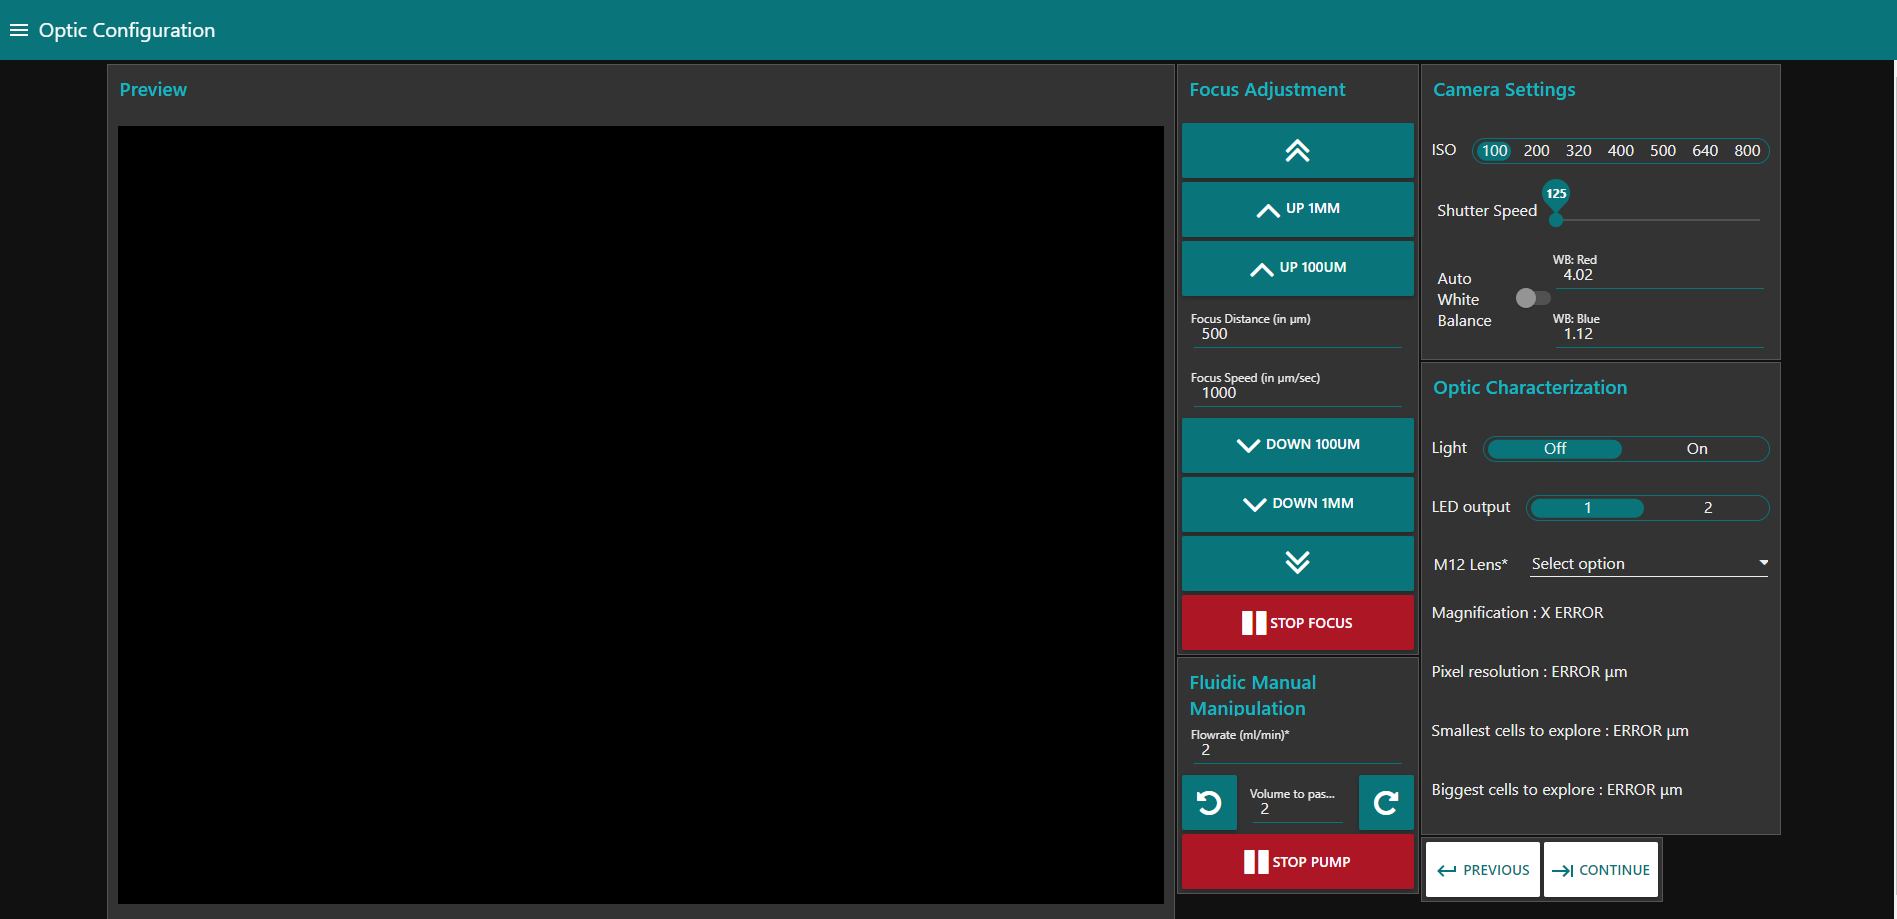 Optic Configuration
Preview
Focus Adjustment
UP 1MM
UP 100UM
Focus Distance (in µm)
500
Focus Speed (in µm/sec)
1000
DOWN 100UM
DOWN 1MM
STOP FOCUS
Fluidic Manual
Manipulation
Flowrate (ml/min)*
2
Volume to pas...
2
STOP PUMP
Camera Settings
ISO 100 200 320 400 500 640 800
125
Shutter Speed
Auto
White
Balance
WB: Red
4.02
WB: Blue
1.12
Optic Characterization
Light Off On
LED output 1 2
M12 Lens* Select option
Magnification : X ERROR
Pixel resolution : ERROR µm
Smallest cells to explore : ERROR µm
Biggest cells to explore : ERROR µm
PREVIOUS CONTINUE